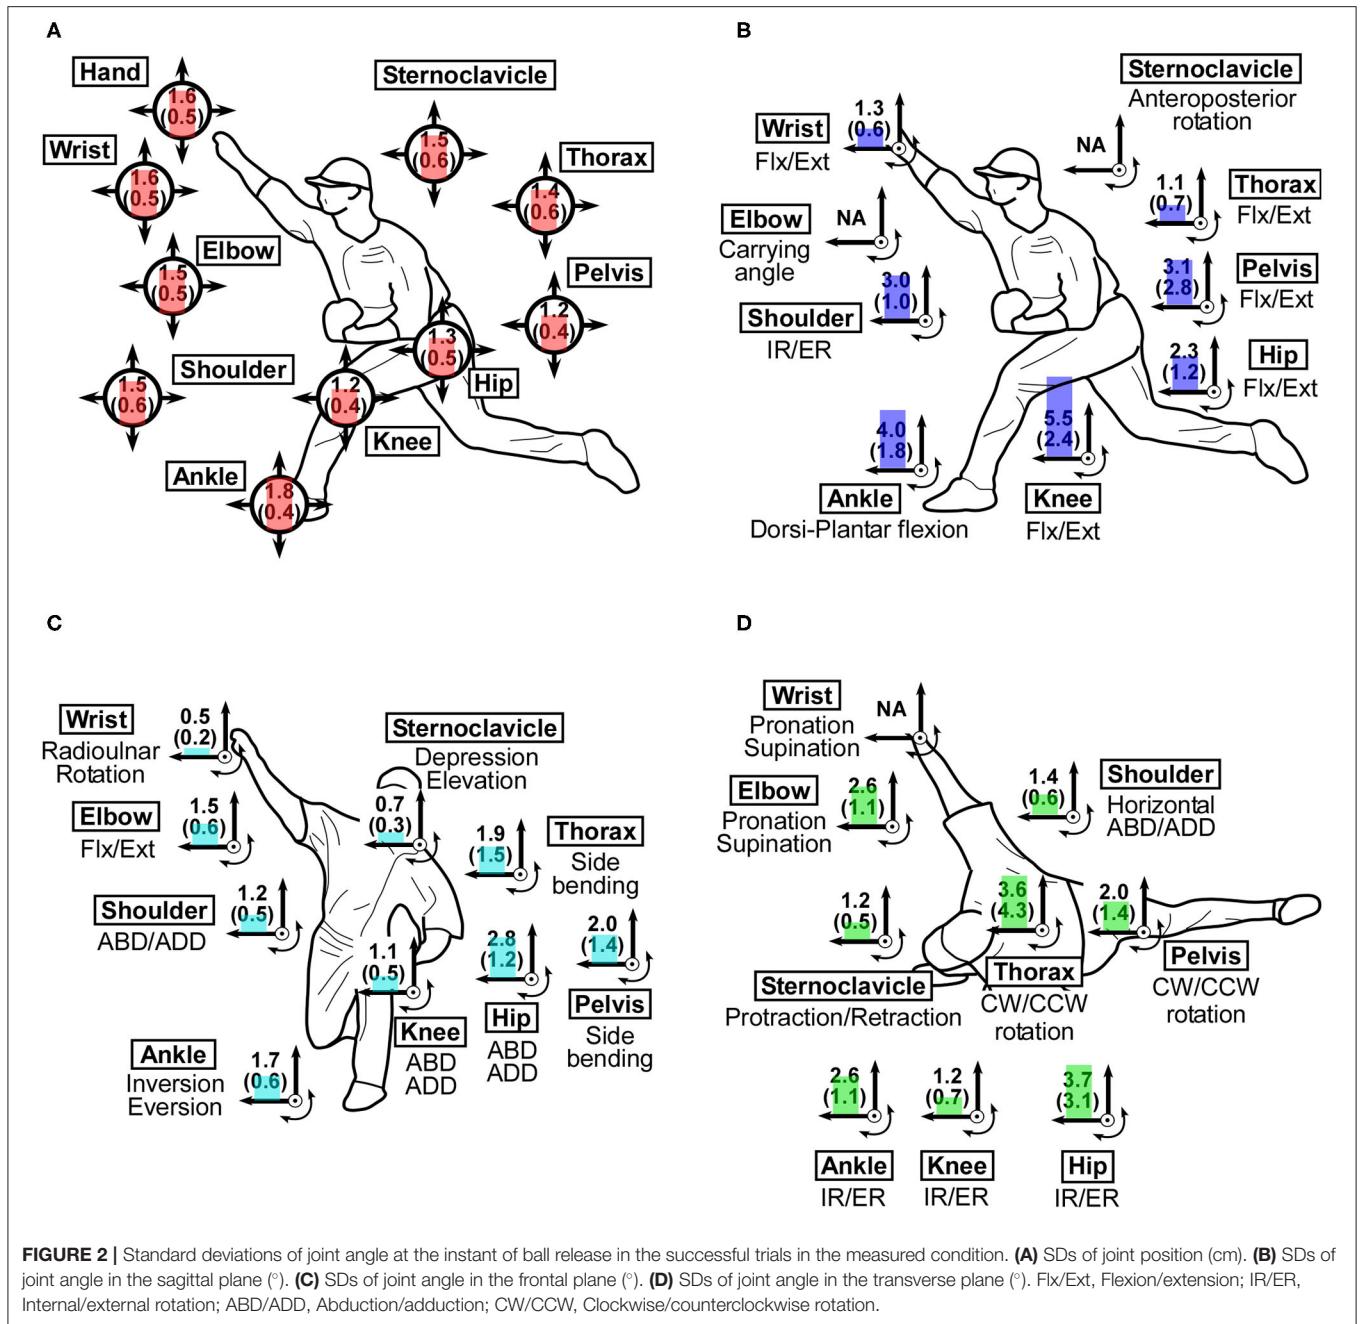 A
Hand
1.6
(0.5)
Sternoclavicle
1.5
(0.6)
Wrist
1.6
(0.5)
Thorax
1.4
(0.6)
Elbow
1.5
(0.5)
Pelvis
1.2
(0.4)
Shoulder
1.5
(0.6)
1.3
(0.5)
Hip
1.2
(0.4)
Knee
Ankle
1.8
(0.4)
B
Sternoclavicle
Anteroposterior
rotation
NA
Wrist
Flx/Ext
1.3
(0.6)
Thorax
Flx/Ext
1.1
(0.7)
Elbow
Carrying
angle
NA
Pelvis
Flx/Ext
3.1
(2.8)
Shoulder
IR/ER
3.0
(1.0)
Hip
Flx/Ext
2.3
(1.2)
4.0
(1.8)
Ankle
Dorsi-Plantar flexion
5.5
(2.4)
Knee
Flx/Ext
C
Wrist
Radioulnar
Rotation
0.5
(0.2)
Sternoclavicle
Depression
Elevation
0.7
(0.3)
Elbow
Flx/Ext
1.5
(0.6)
Thorax
Side
bending
1.9
(1.5)
Shoulder
ABD/ADD
1.2
(0.5)
1.1
(0.5)
Knee
ABD
ADD
2.8
(1.2)
Hip
ABD
ADD
2.0
(1.4)
Pelvis
Side
bending
Ankle
Inversion
Eversion
1.7
(0.6)
D
Wrist
Pronation
Supination
NA
Elbow
Pronation
Supination
2.6
(1.1)
1.4
(0.6)
Shoulder
Horizontal
ABD/ADD
1.2
(0.5)
Sternoclavicle
Protraction/Retraction
3.6
(4.3)
Thorax
CW/CCW
rotation
2.0
(1.4)
Pelvis
CW/CCW
rotation
2.6
(1.1)
Ankle
IR/ER
1.2
(0.7)
Knee
IR/ER
3.7
(3.1)
Hip
IR/ER
FIGURE 2 | Standard deviations of joint angle at the instant of ball release in the successful trials in the measured condition. (A) SDs of joint position (cm). (B) SDs of
joint angle in the sagittal plane (°). (C) SDs of joint angle in the frontal plane (°). (D) SDs of joint angle in the transverse plane (°). Flx/Ext, Flexion/extension; IR/ER,
Internal/external rotation; ABD/ADD, Abduction/adduction; CW/CCW, Clockwise/counterclockwise rotation.